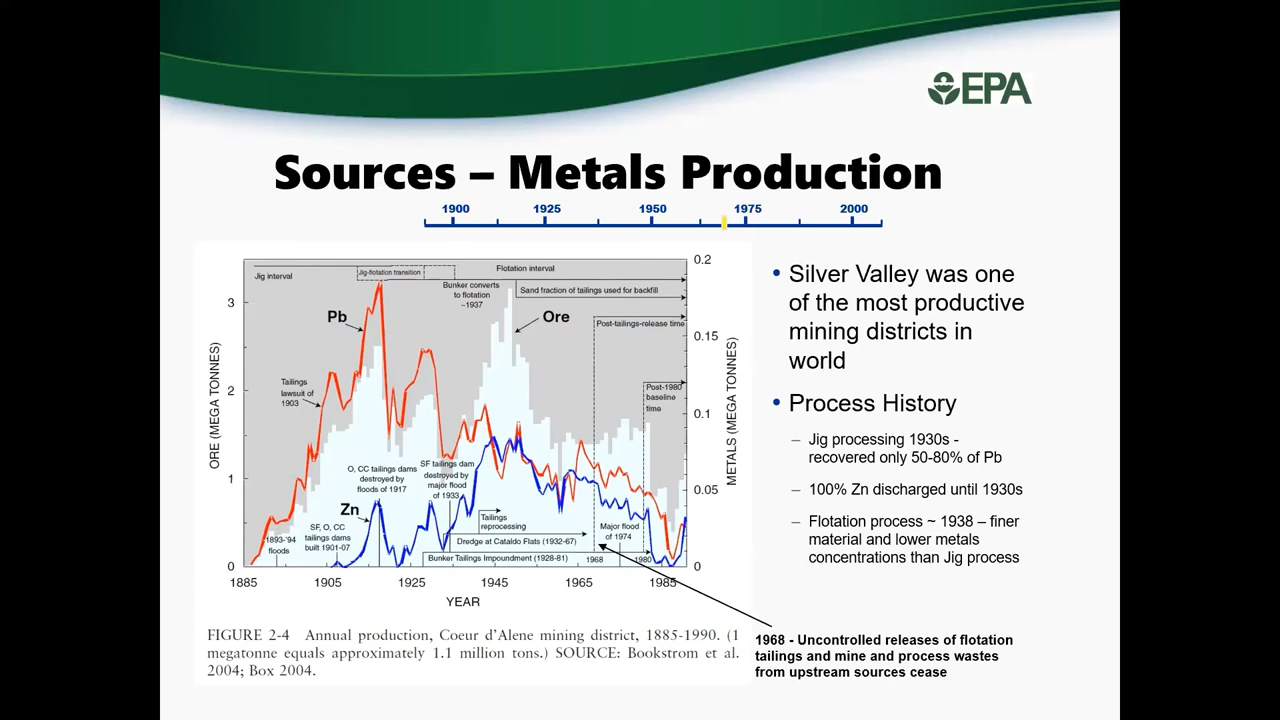 EPA
Sources – Metals Production
1900 1925 1950 1975 2000
Jig interval
Jig-flotation transition
Flotation interval
Bunker converts
to flotation
~1937
Sand fraction of tailings used for backfill
Pb
Ore
Post-tailings-release time
Tailings
lawsuit of
1903
Post-1980
baseline
time
O, CC tailings dams
destroyed by
floods of 1917
SF tailings dam
destroyed by
major flood
of 1933
Zn
1893-'94
floods
SF, O, CC
tailings dams
built 1901-07
Tailings
reprocessing
Major flood
of 1974
Dredge at Cataldo Flats (1932-67)
Bunker Tailings Impoundment (1928-81)
1968
1980
ORE (MEGA TONNES)
3
2
1
0
0.2
0.15
0.1
0.05
0
METALS (MEGA TONNES)
1885 1905 1925 1945 1965 1985
YEAR
FIGURE 2-4 Annual production, Coeur d'Alene mining district, 1885-1990. (1
megatonne equals approximately 1.1 million tons.) SOURCE: Bookstrom et al.
2004; Box 2004.
• Silver Valley was one
of the most productive
mining districts in
world
• Process History
– Jig processing 1930s -
recovered only 50-80% of Pb
– 100% Zn discharged until 1930s
– Flotation process ~ 1938 – finer
material and lower metals
concentrations than Jig process
1968 - Uncontrolled releases of flotation
tailings and mine and process wastes
from upstream sources cease